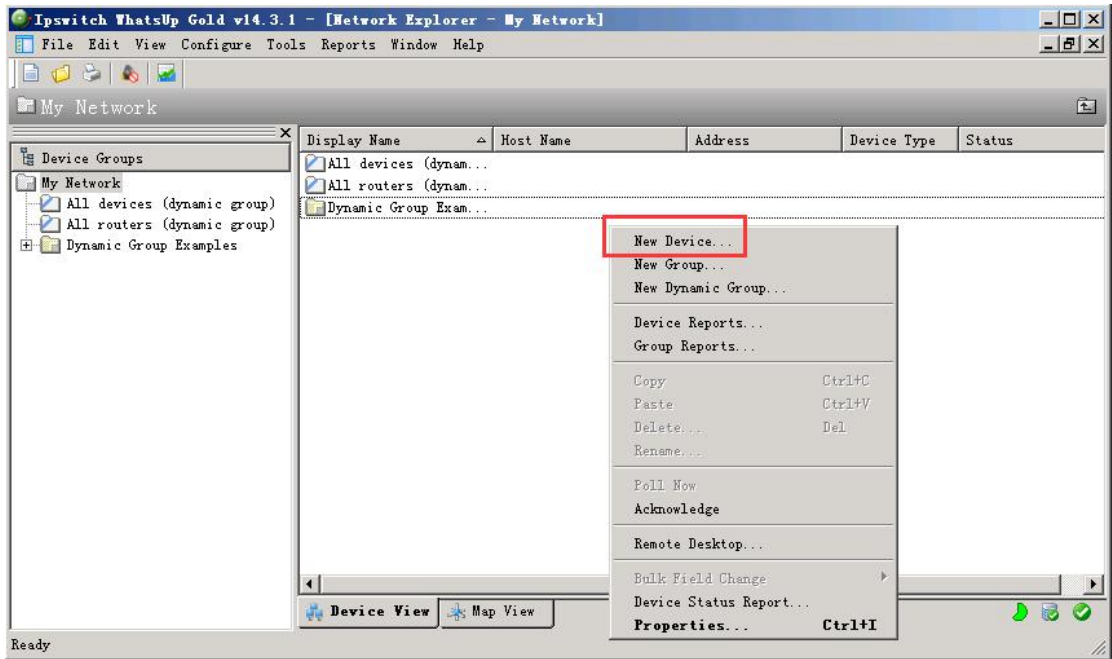 Ipswitch WhatsUp Gold v14.3.1 - [Network Explorer - My Network]
File Edit View Configure Tools Reports Window Help
My Network
Device Groups
My Network
All devices (dynamic group)
All routers (dynamic group)
Dynamic Group Examples
Display Name Host Name Address Device Type Status
All devices (dynam...
All routers (dynam...
Dynamic Group Exam...
New Device...
New Group...
New Dynamic Group...
Device Reports...
Group Reports...
Copy Ctrl+C
Paste Ctrl+V
Delete... Del
Rename...
Poll Now
Acknowledge
Remote Desktop...
Bulk Field Change
Device Status Report...
Properties... Ctrl+I
Device View Map View
Ready